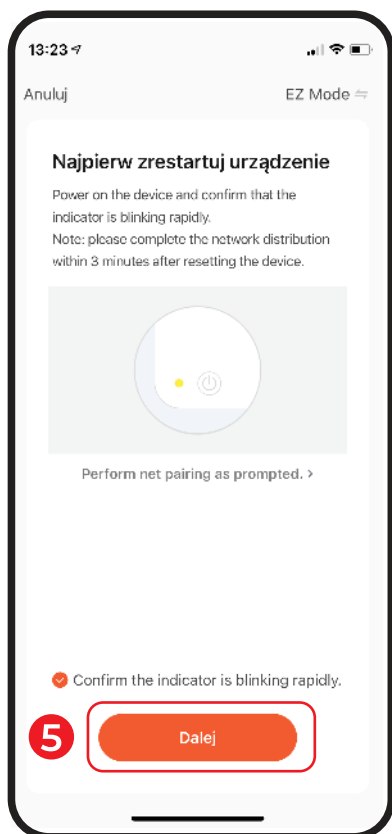 13:23
Anuluj EZ Mode
Najpierw zrestartuj urządzenie
Power on the device and confirm that the
indicator is blinking rapidly.
Note: please complete the network distribution
within 3 minutes after resetting the device.
Perform net pairing as prompted. >
Confirm the indicator is blinking rapidly.
5 Dalej